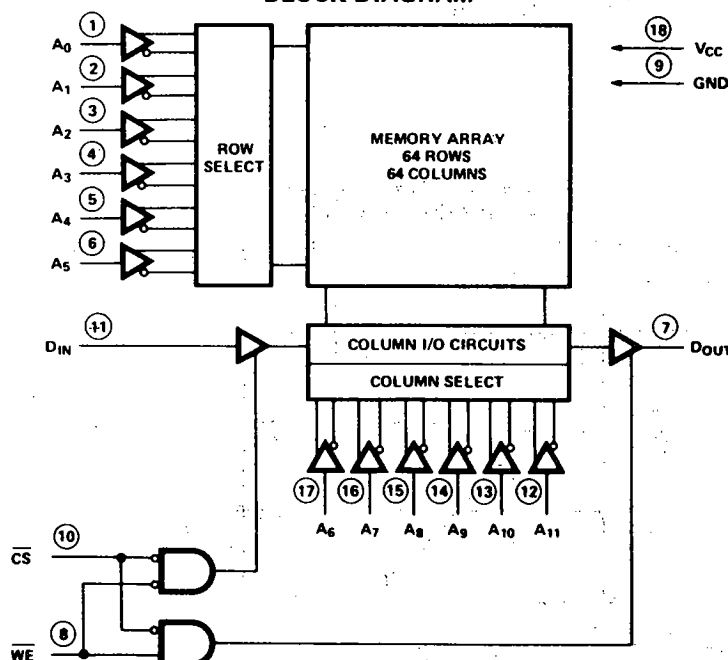 BLOCK DIAGRAM
1
A0
2
A1
3
A2
4
A3
5
A4
6
A5
ROW
SELECT
MEMORY ARRAY
64 ROWS
64 COLUMNS
18
VCC
9
GND
11
DIN
COLUMN I/O CIRCUITS
COLUMN SELECT
7
DOUT
17
16
15
14
13
12
A6
A7
A8
A9
A10
A11
10
CS
8
WE